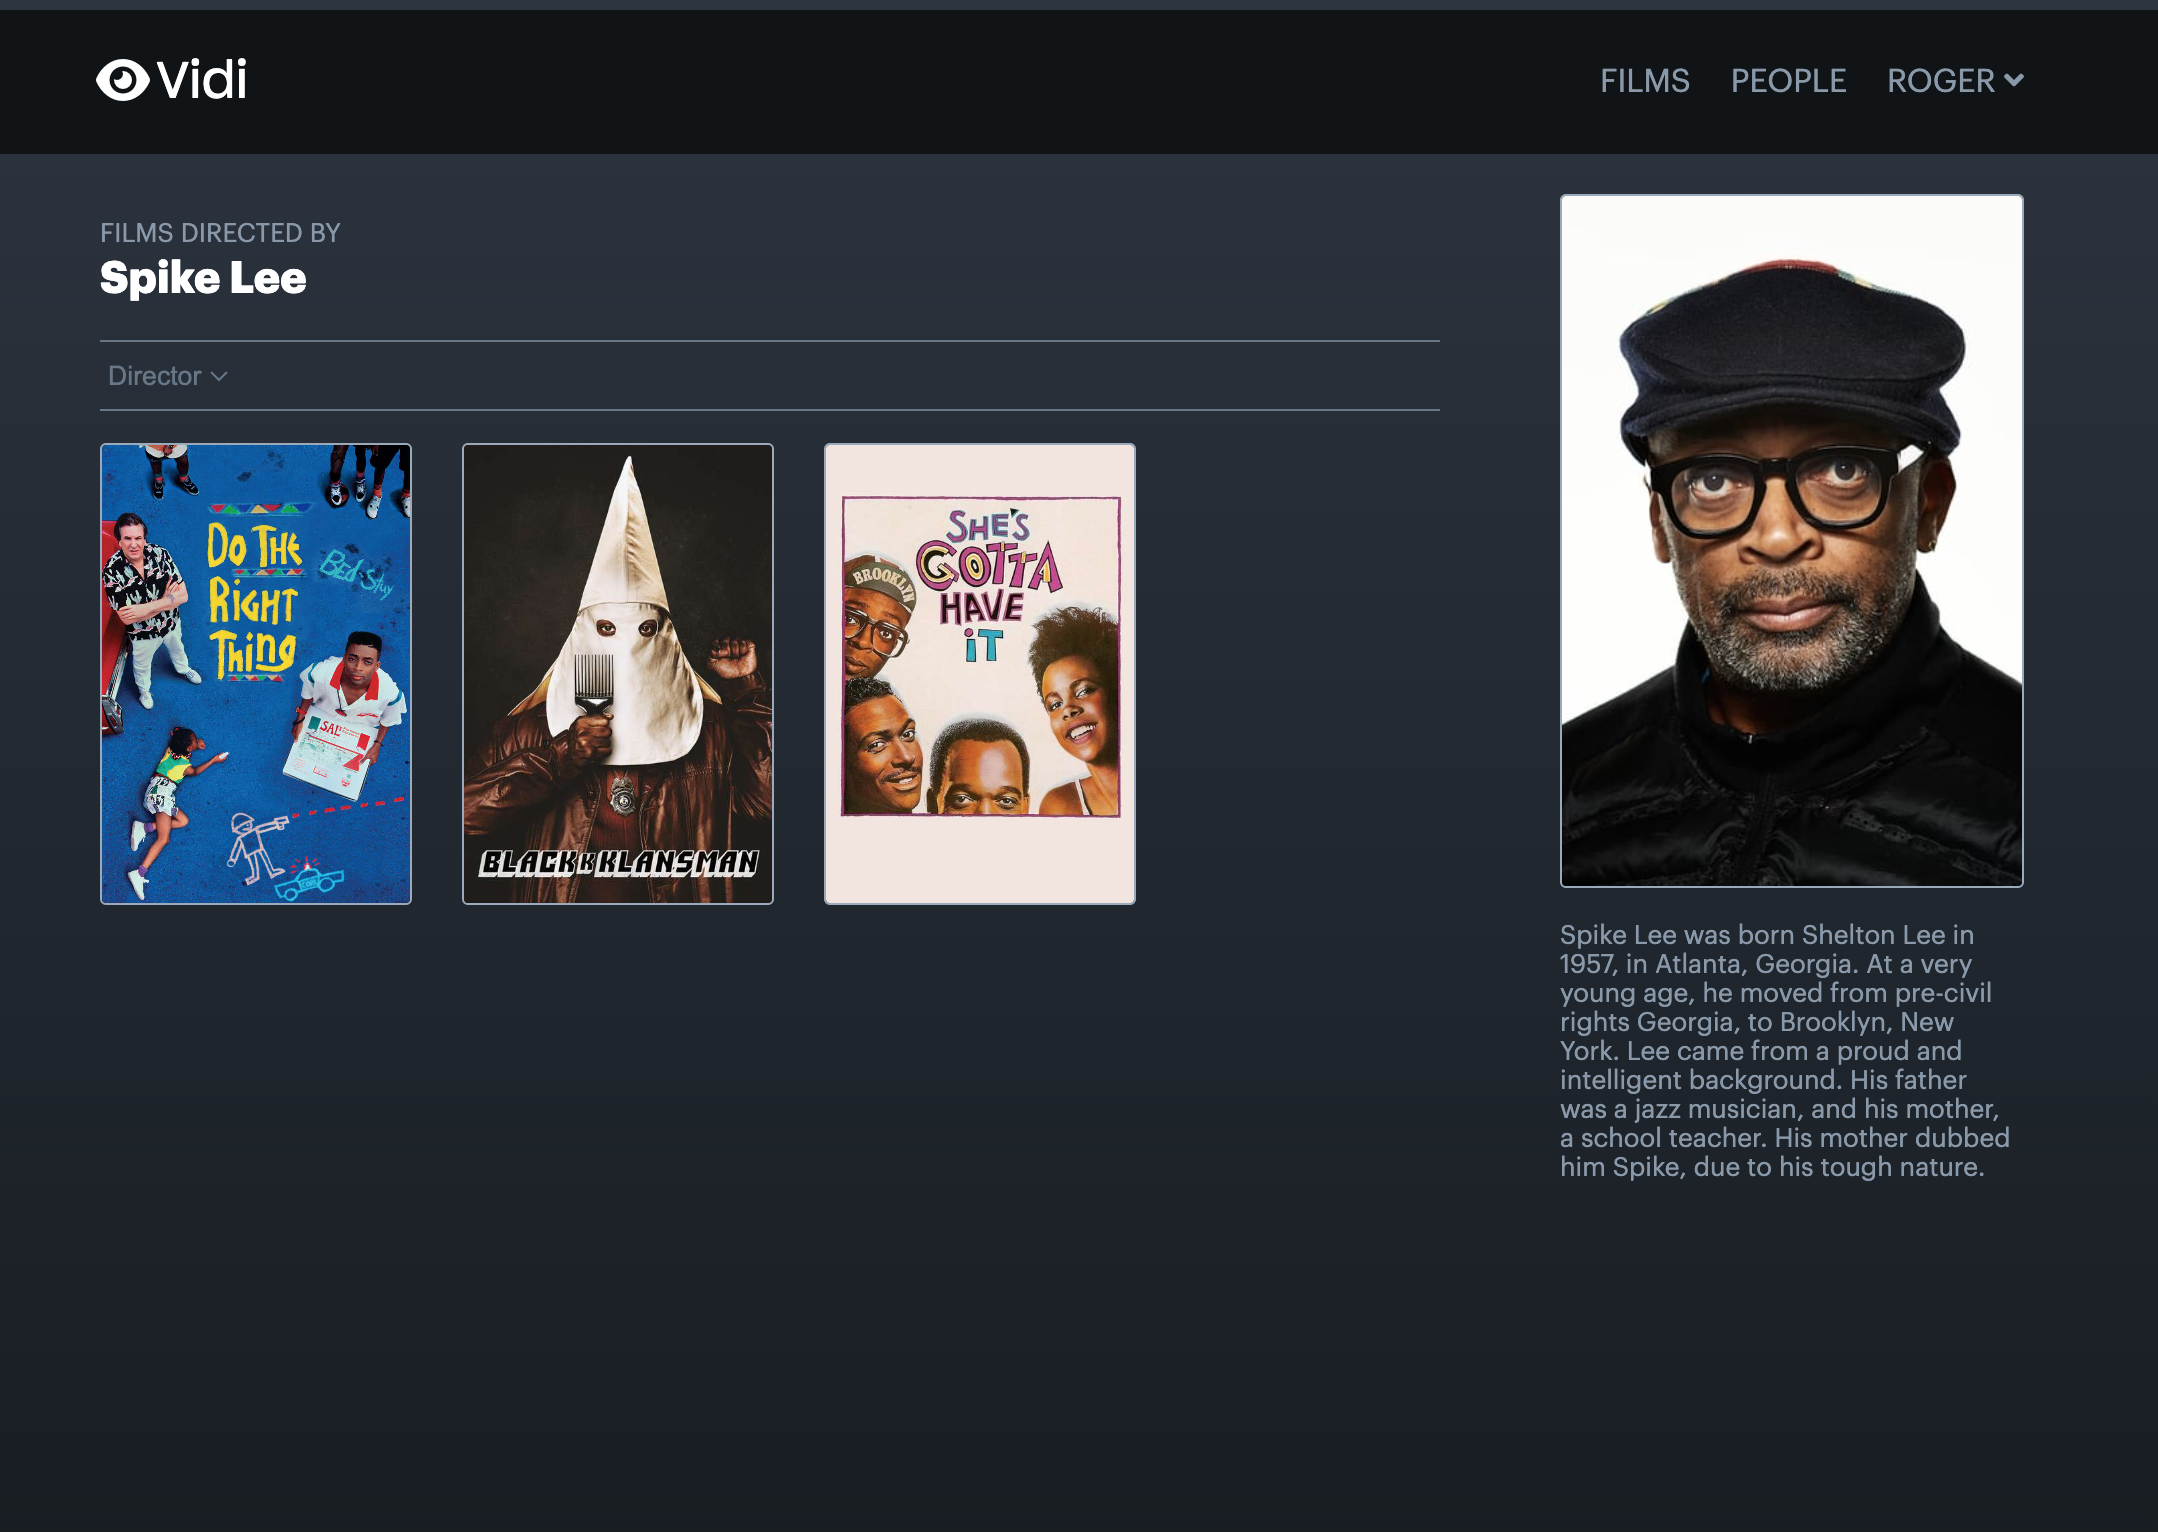 Vidi
FILMS PEOPLE ROGER
FILMS DIRECTED BY
Spike Lee
Director
DO THE
RIGHT
Thing
BED-STUY
SAL'S
COPS
BLACKKKLANSMAN
SHE'S
GOTTA
HAVE
iT
BROOKLYN
Spike Lee was born Shelton Lee in
1957, in Atlanta, Georgia. At a very
young age, he moved from pre-civil
rights Georgia, to Brooklyn, New
York. Lee came from a proud and
intelligent background. His father
was a jazz musician, and his mother,
a school teacher. His mother dubbed
him Spike, due to his tough nature.